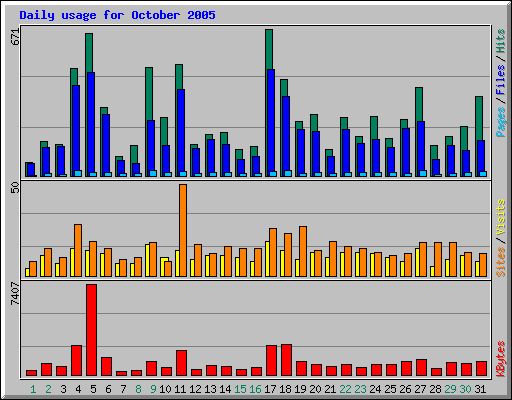 Daily usage for October 2005
671
Pages / Files / Hits
50
Sites / Visits
7407
KBytes
1 2 3 4 5 6 7 8 9 10 11 12 13 14 15 16 17 18 19 20 21 22 23 24 25 26 27 28 29 30 31